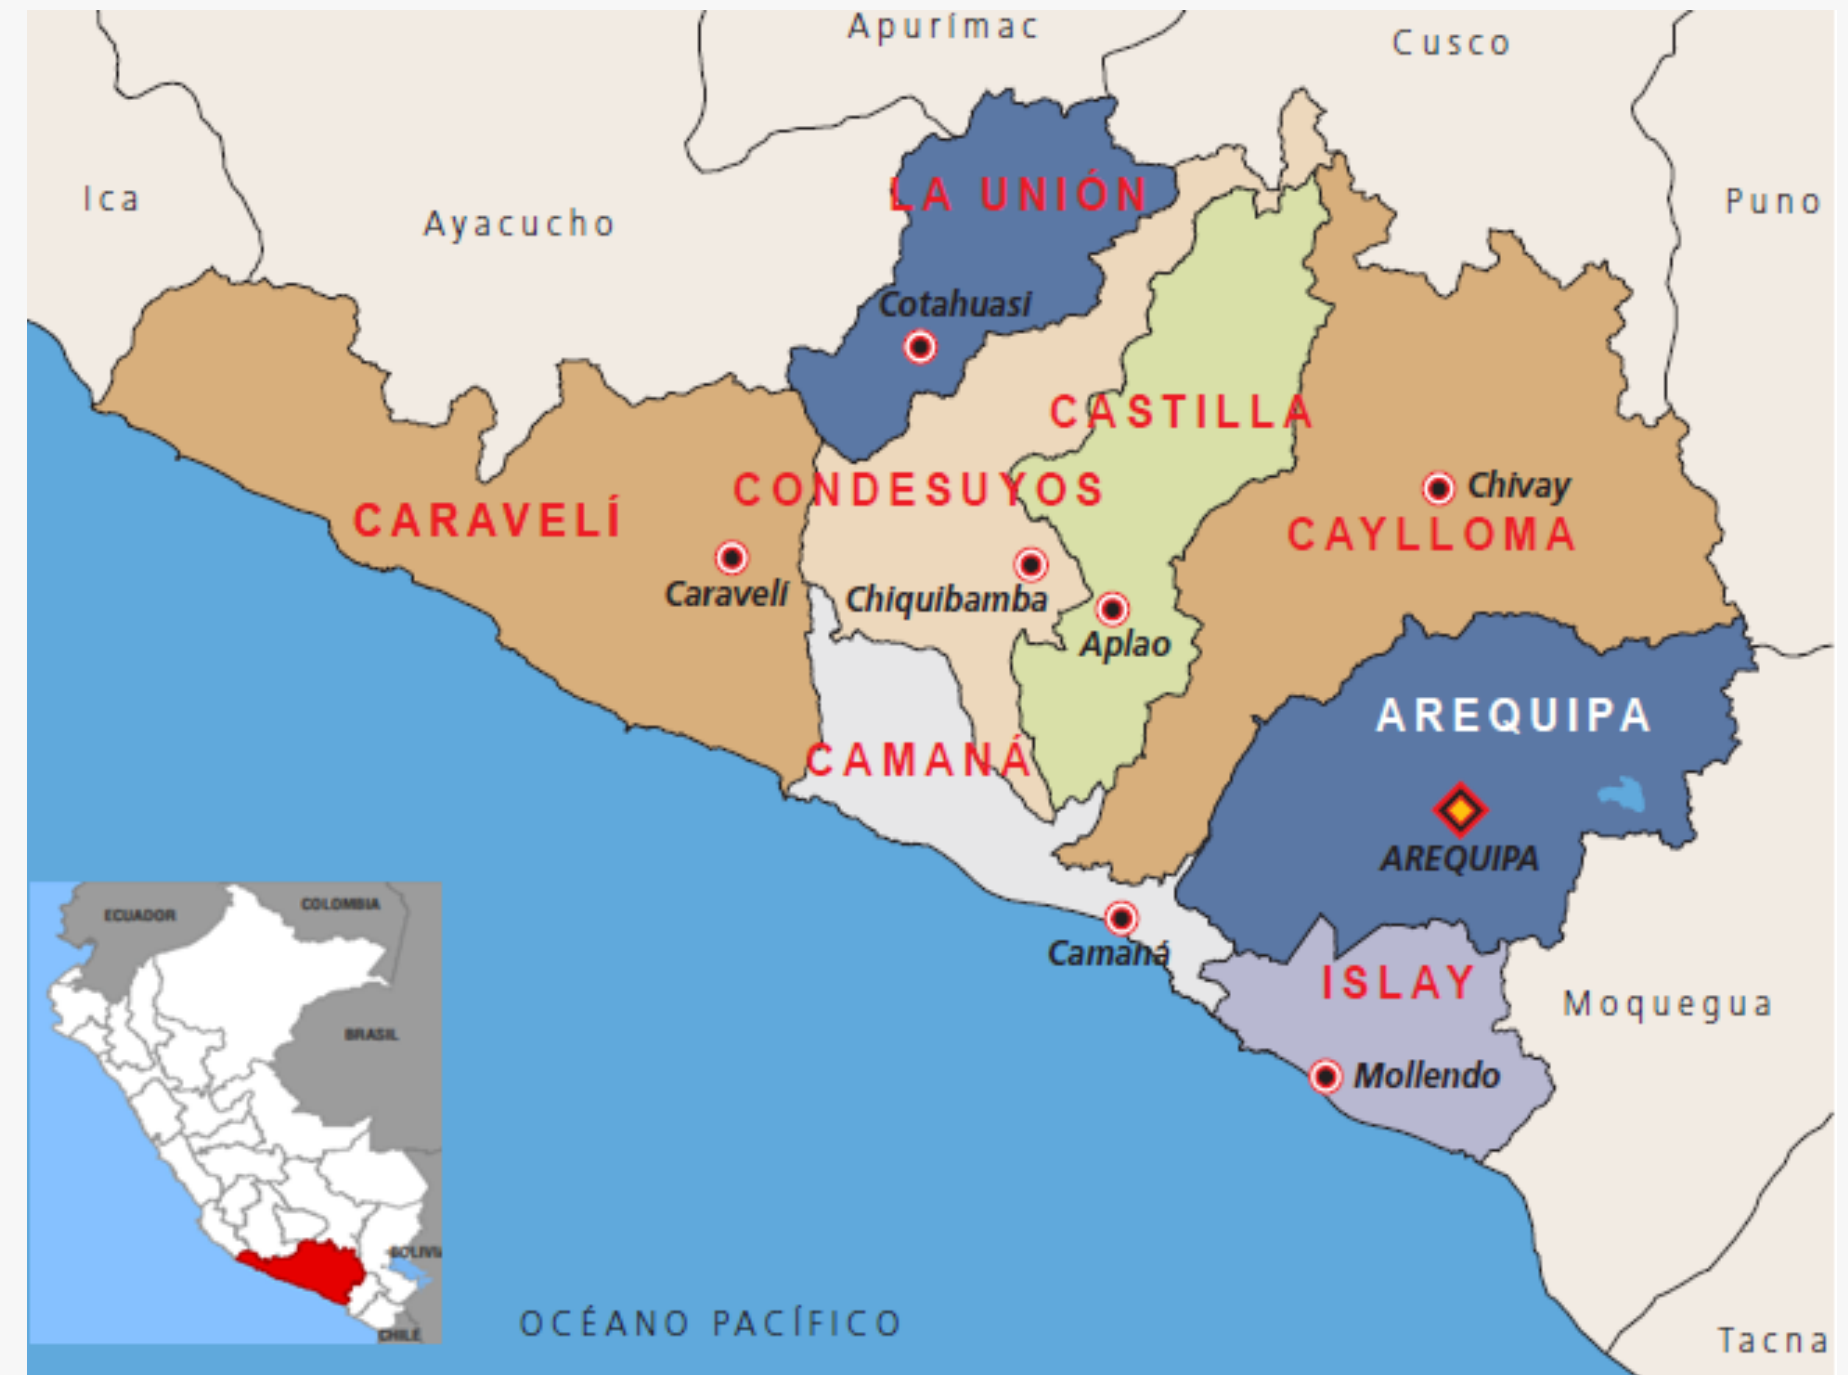 Apurímac
Cusco
Ica
Ayacucho
LA UNIÓN
Puno
Cotahuasi
CASTILLA
CONDESUYOS
Chivay
CARAVELÍ
CAYLLOMA
Caravelí
Chiquibamba
Aplao
AREQUIPA
CAMANÁ
AREQUIPA
Camaná
ISLAY
Moquegua
Mollendo
ECUADOR
COLOMBIA
BRASIL
BOLIVIA
CHILE
OCÉANO PACÍFICO
Tacna